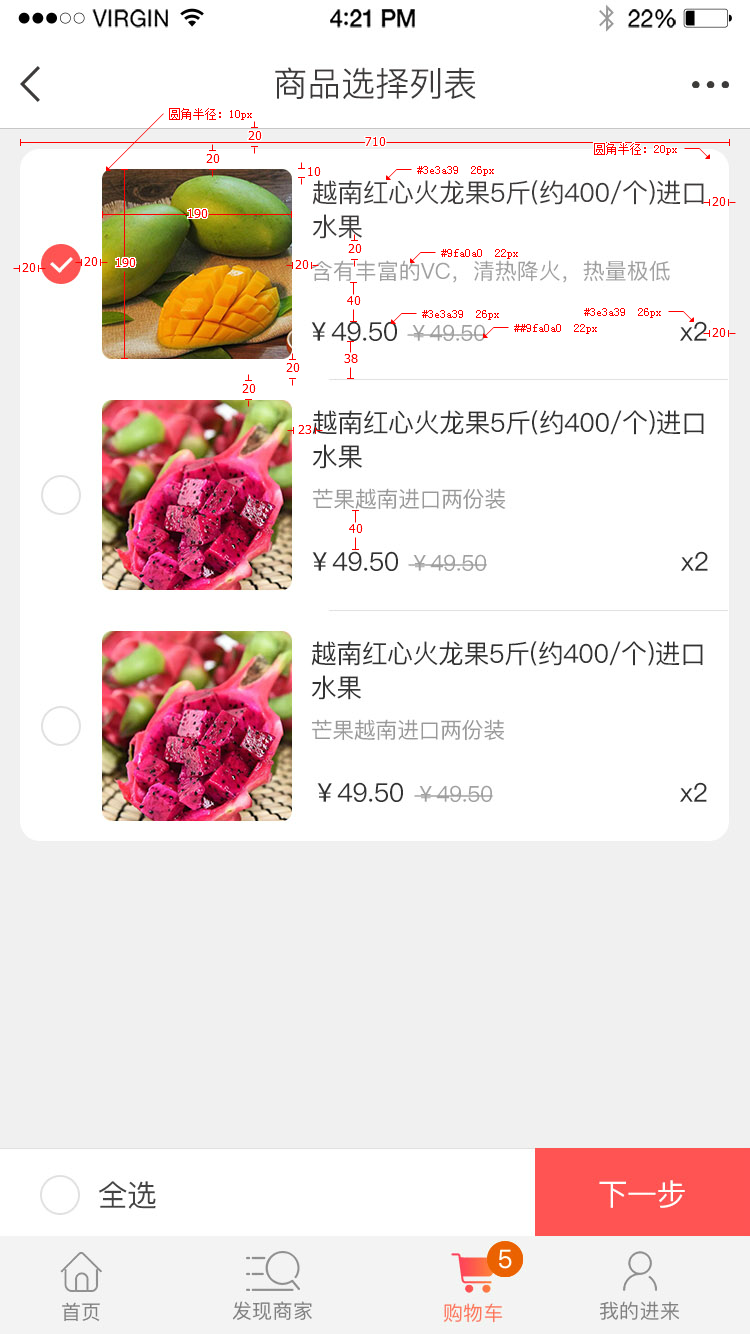 VIRGIN 4:21 PM 22%
商品选择列表
圆角半径：10px
20
710
圆角半径：20px
20
10
#3e3a39 26px
越南红心火龙果5斤(约400/个)进口
水果
20
190
20
#9fa0a0 22px
20
20
190
20
含有丰富的VC，清热降火，热量极低
40
#3e3a39 26px
#3e3a39 26px
##9fa0a0 22px
￥49.50 ￥49.50 x2
20
38
20
20
23
越南红心火龙果5斤(约400/个)进口
水果
芒果越南进口两份装
40
￥49.50 ￥49.50 x2
越南红心火龙果5斤(约400/个)进口
水果
芒果越南进口两份装
￥49.50 ￥49.50 x2
全选 下一步
5
首页 发现商家 购物车 我的进来